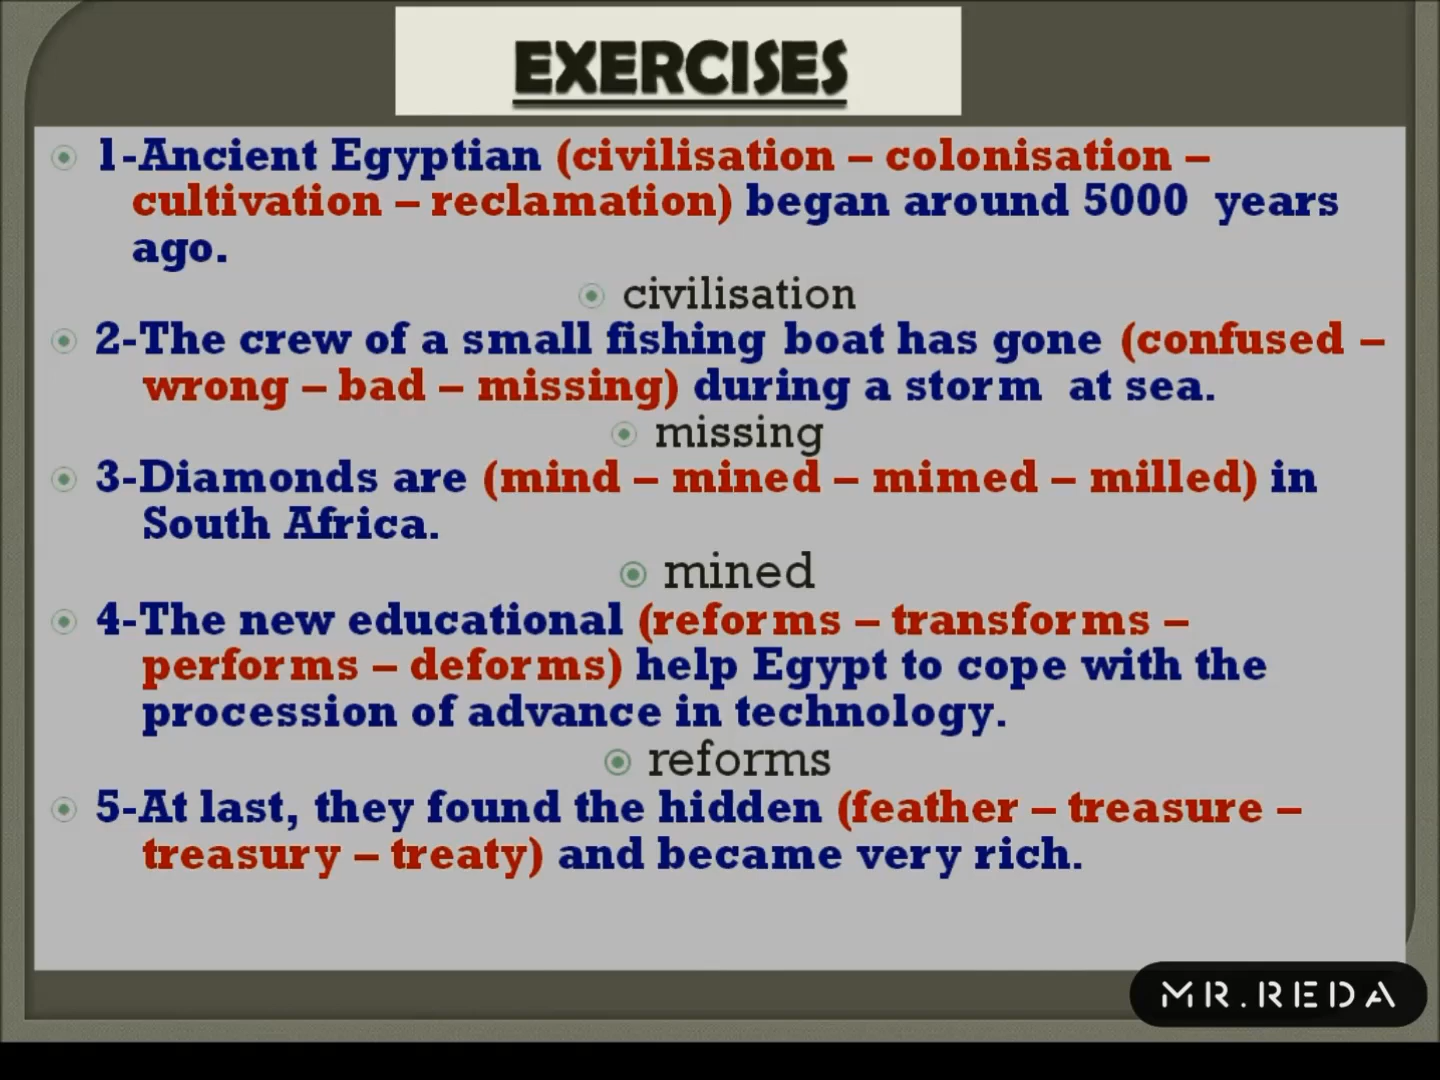 EXERCISES
1-Ancient Egyptian (civilisation – colonisation –
cultivation – reclamation) began around 5000 years
ago.
civilisation
2-The crew of a small fishing boat has gone (confused –
wrong – bad – missing) during a storm at sea.
missing
3-Diamonds are (mind – mined – mimed – milled) in
South Africa.
mined
4-The new educational (reforms – transforms –
performs – deforms) help Egypt to cope with the
procession of advance in technology.
reforms
5-At last, they found the hidden (feather – treasure –
treasury – treaty) and became very rich.
MR.REDA